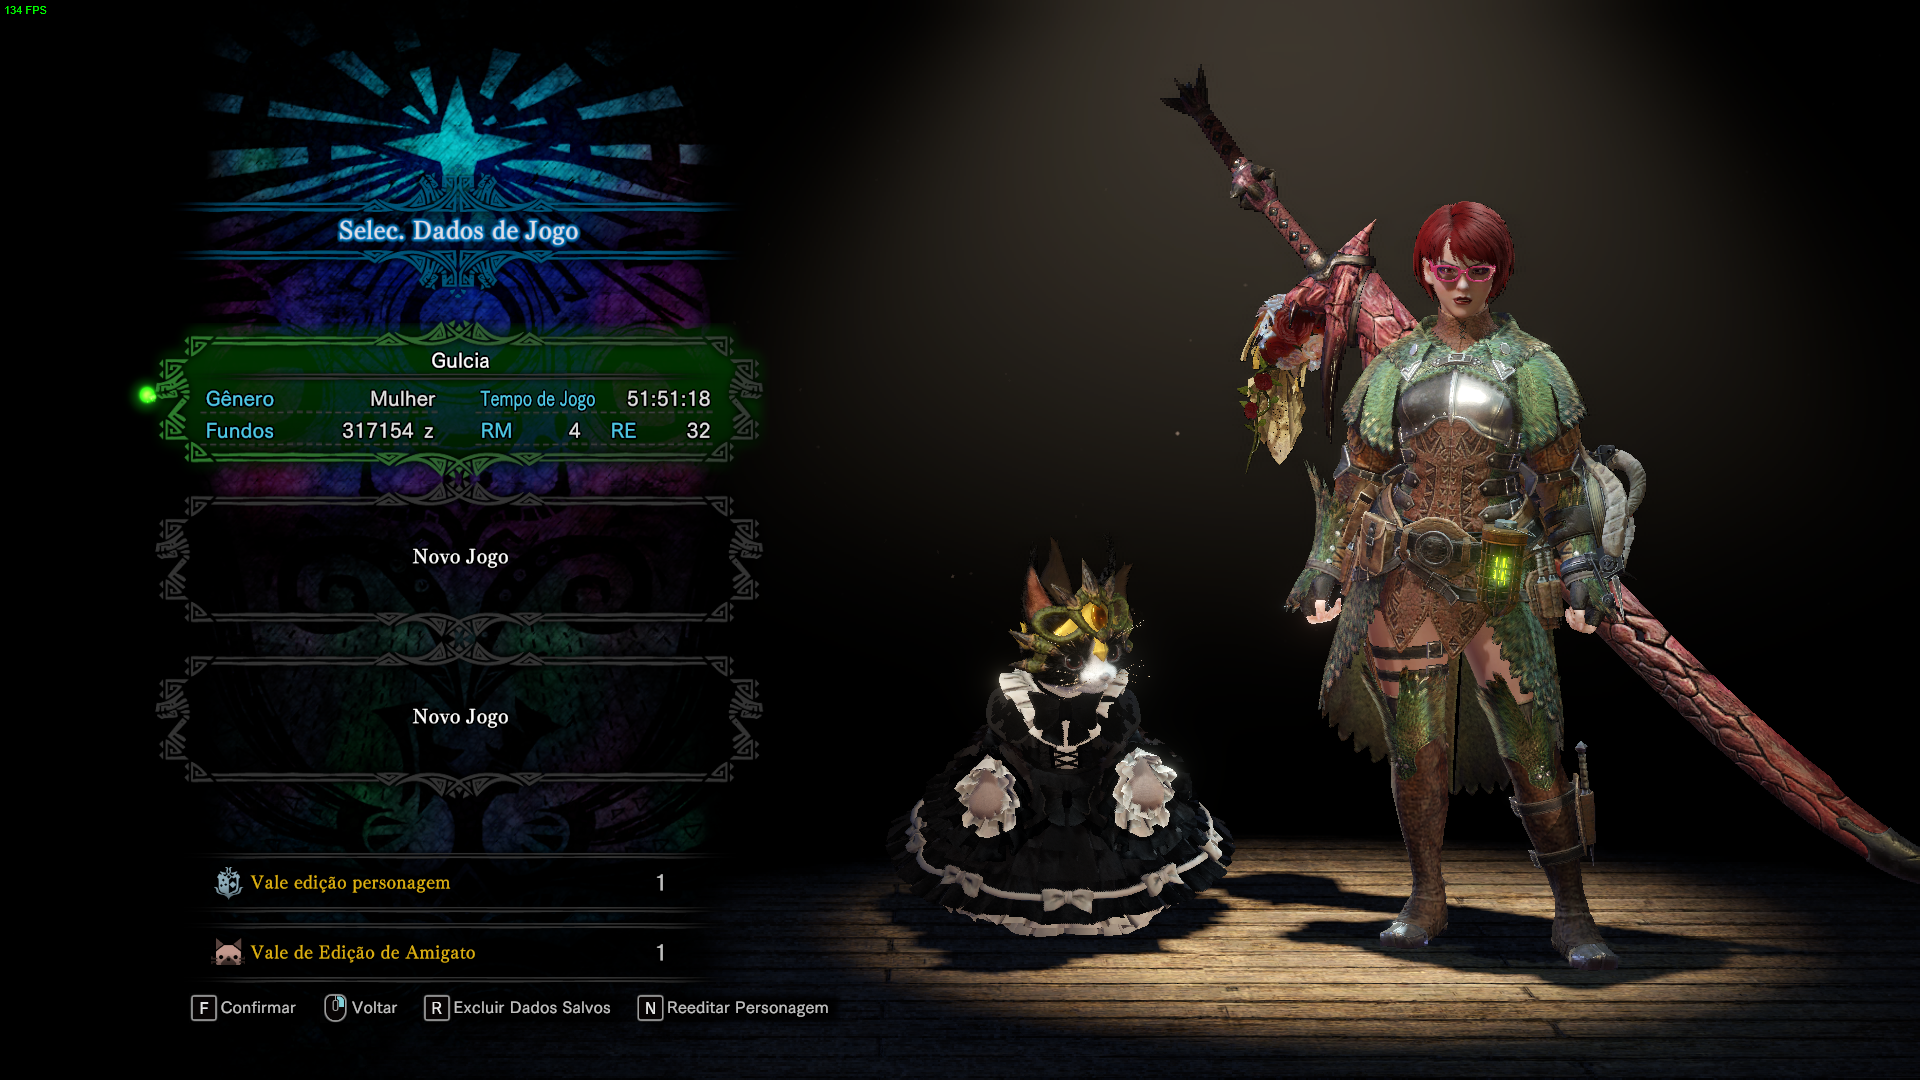 134 FPS
Selec. Dados de Jogo
Gulcia
Gênero Mulher Tempo de Jogo 51:51:18
Fundos 317154 z RM 4 RE 32
Novo Jogo
Novo Jogo
Vale edição personagem 1
Vale de Edição de Amigato 1
F Confirmar Voltar R Excluir Dados Salvos N Reeditar Personagem